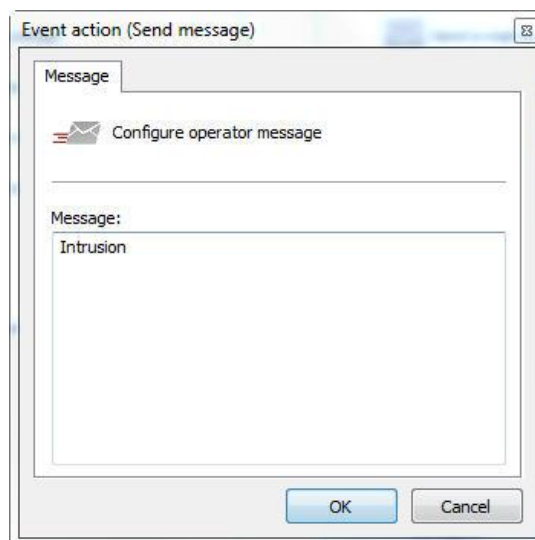 Event action (Send message)
Message
Configure operator message
Message:
Intrusion
OK
Cancel